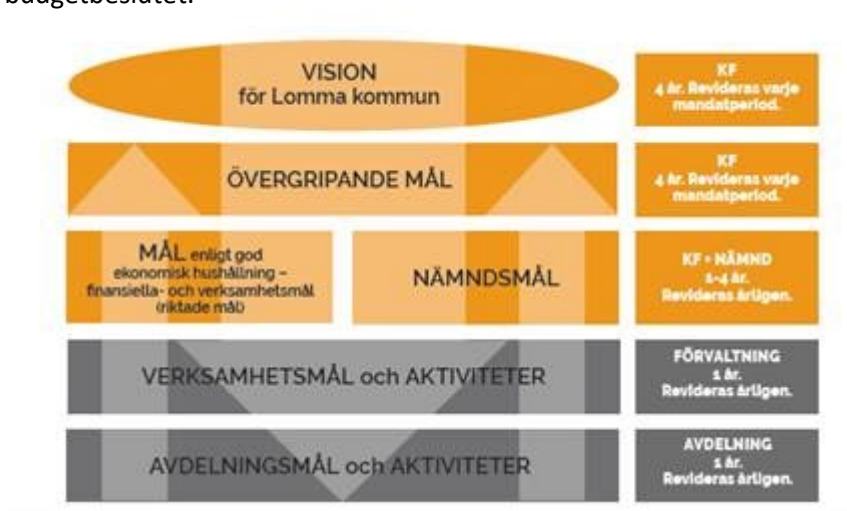 budgetbeslutet.
VISION
för Lomma kommun
KF
4 år. Revideras varje
mandatperiod.
ÖVERGRIPANDE MÅL
KF
4 år. Revideras varje
mandatperiod.
MÅL enligt god
ekonomisk hushållning –
finansiella- och verksamhetsmål
(riktade mål)
NÄMNDSMÅL
KF + NÄMND
1-4 år.
Revideras årligen.
VERKSAMHETSMÅL och AKTIVITETER
FÖRVALTNING
1 år.
Revideras årligen.
AVDELNINGSMÅL och AKTIVITETER
AVDELNING
1 år.
Revideras årligen.